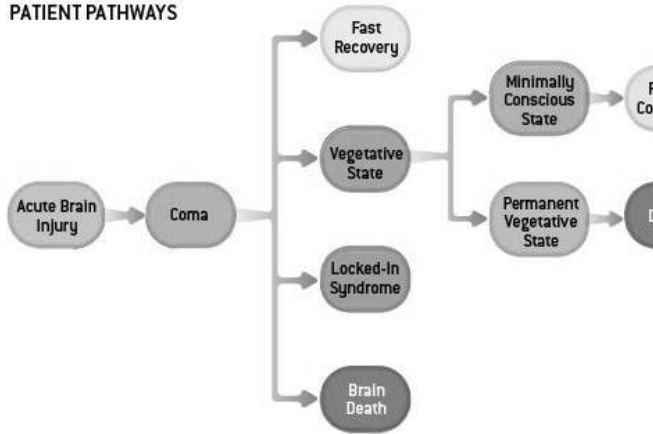 PATIENT PATHWAYS
Fast
Recovery
Minimally
Conscious
State
Vegetative
State
Acute Brain
Injury
Coma
Permanent
Vegetative
State
Locked-In
Syndrome
Brain
Death